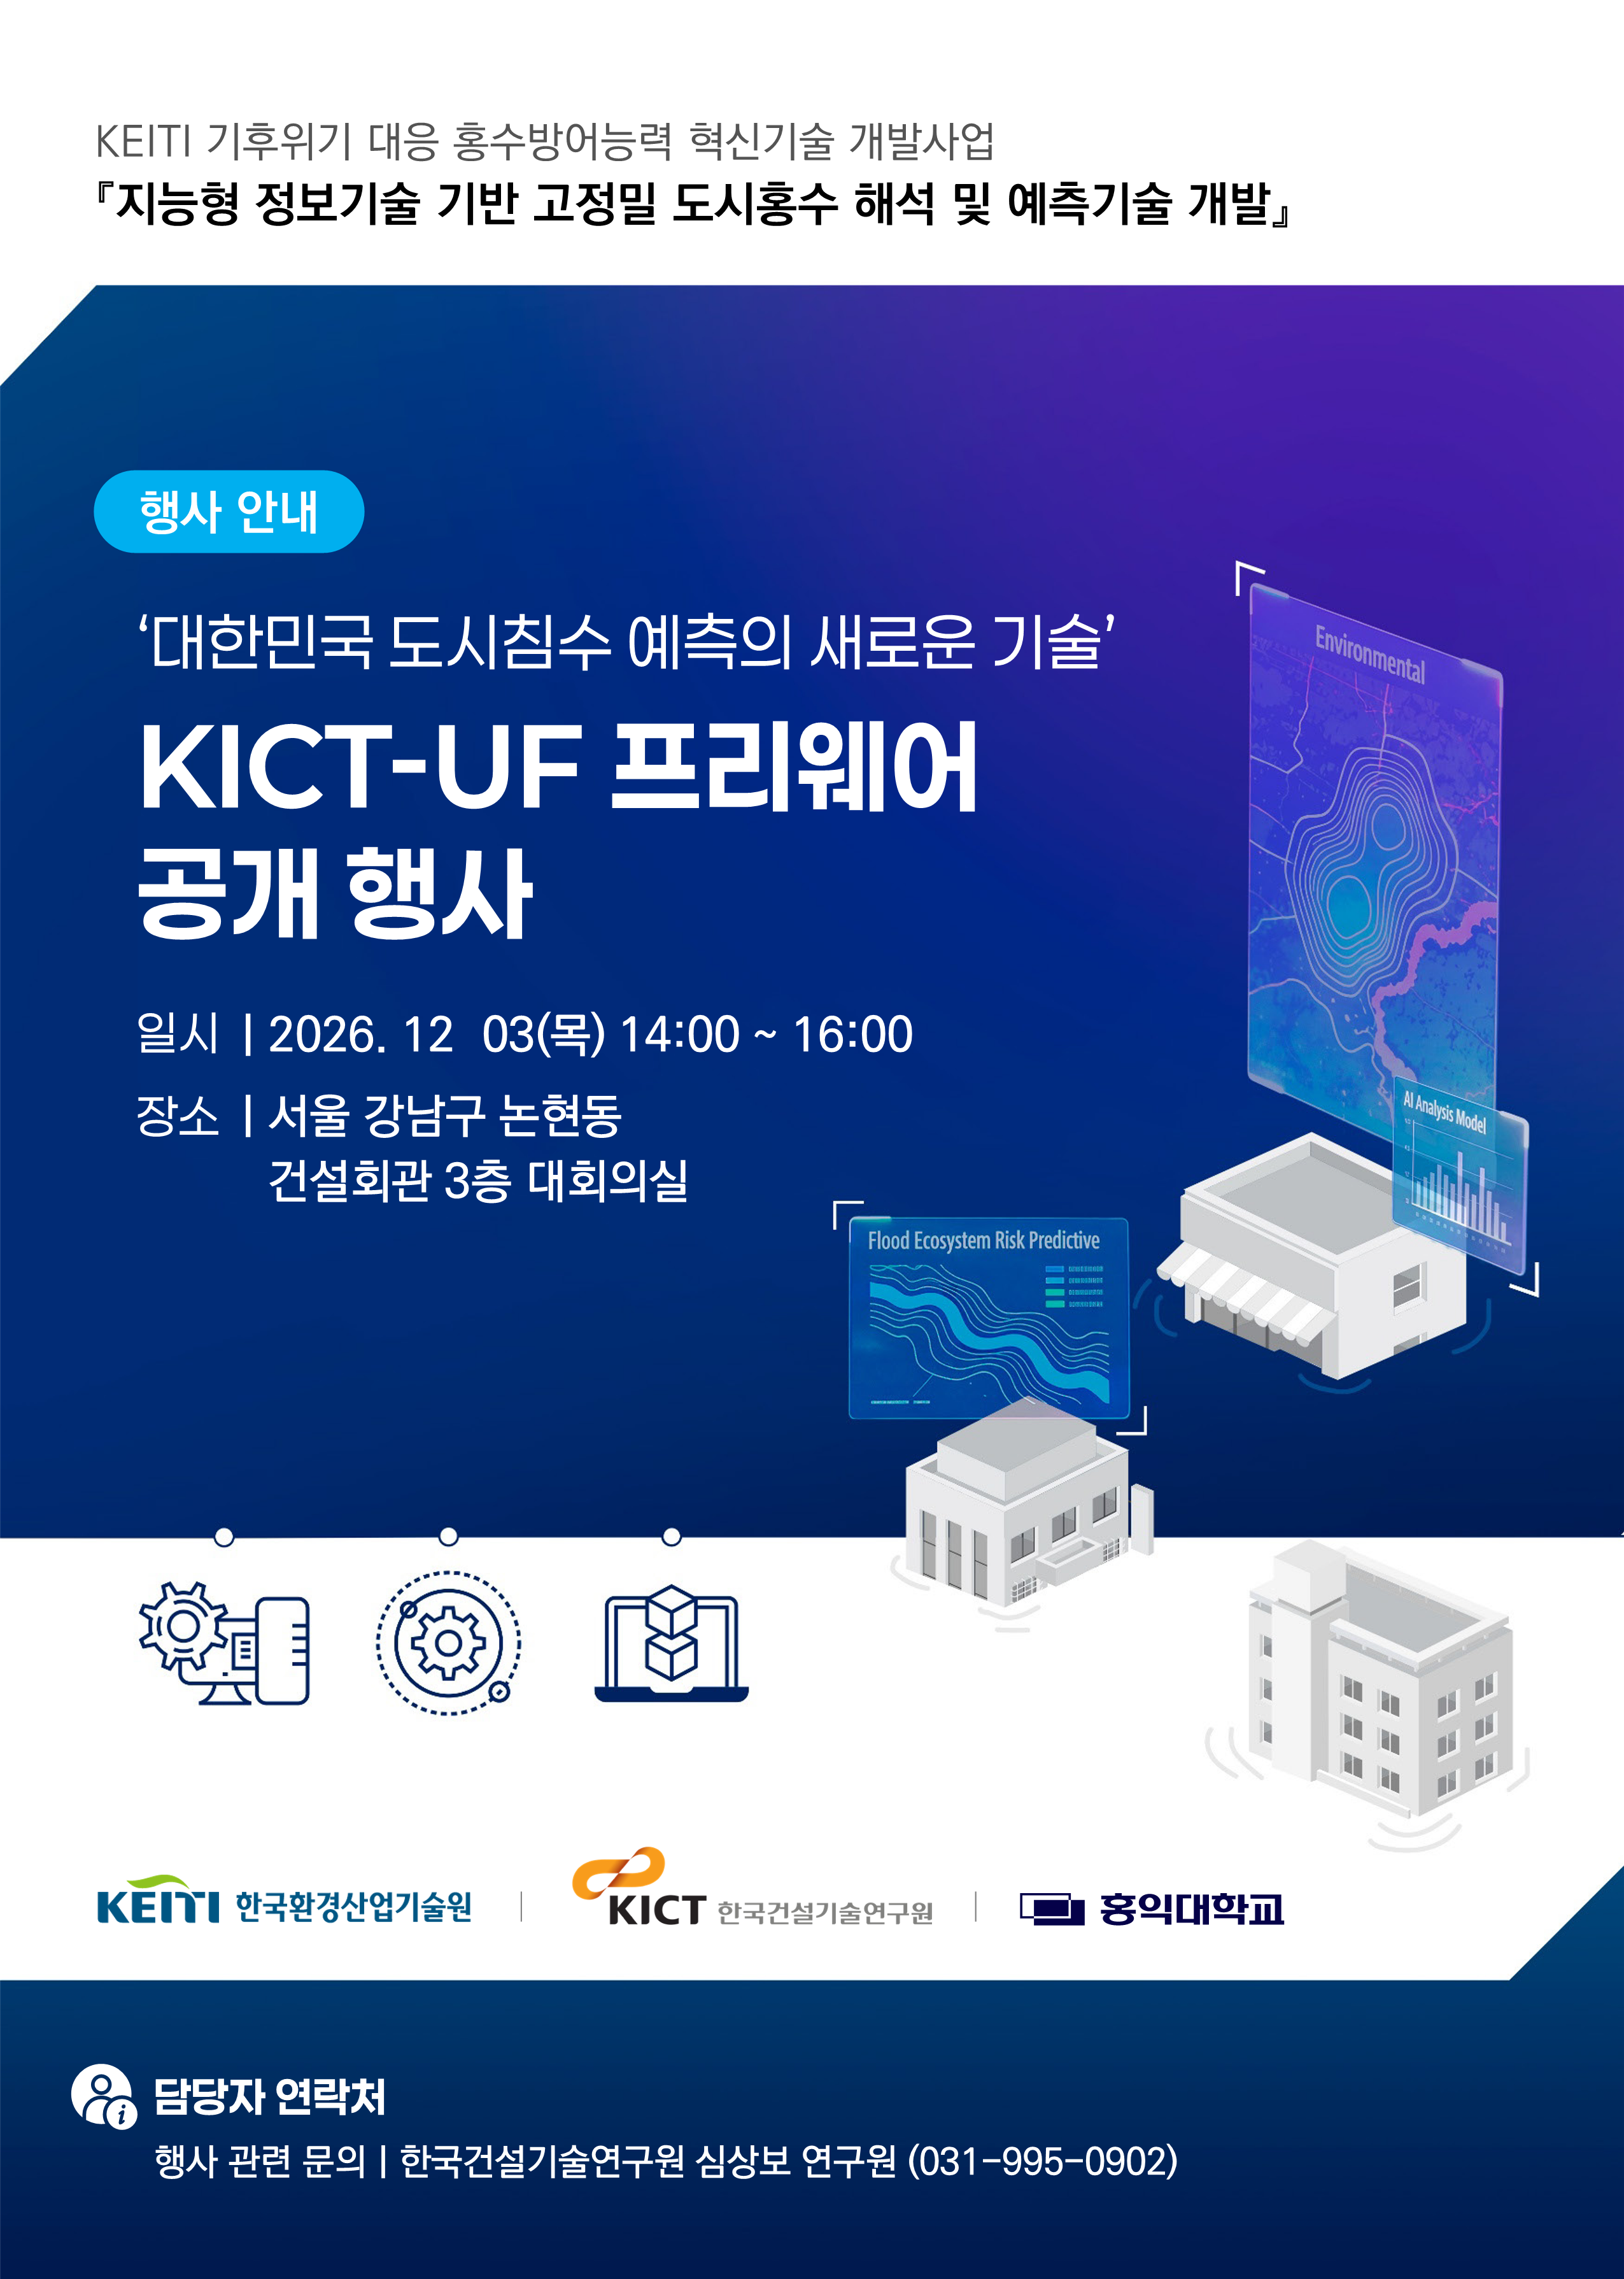 KEITI 기후위기 대응 홍수방어능력 혁신기술 개발사업
『지능형 정보기술 기반 고정밀 도시홍수 해석 및 예측기술 개발』
행사 안내
‘대한민국 도시침수 예측의 새로운 기술’
KICT-UF 프리웨어
공개 행사
일시 | 2026. 12 03(목) 14:00 ~ 16:00
장소 | 서울 강남구 논현동
건설회관 3층 대회의실
Environmental
AI Analysis Model
Flood Ecosystem Risk Predictive
KEITI 한국환경산업기술원 | KICT 한국건설기술연구원 | 홍익대학교
담당자 연락처
행사 관련 문의 | 한국건설기술연구원 심상보 연구원 (031-995-0902)